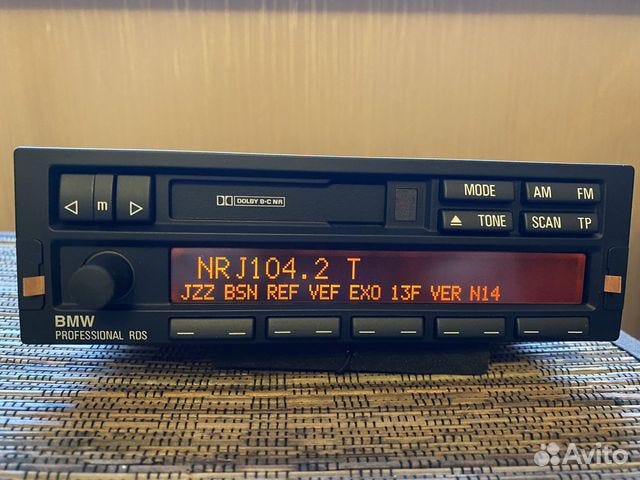 ◁ m ▷
DOLBY B·C NR
MODE AM FM
⏏ TONE SCAN TP
NRJ104.2 T
JZZ BSN REF VEF EXO 13F VER N14
BMW
PROFESSIONAL RDS
Avito